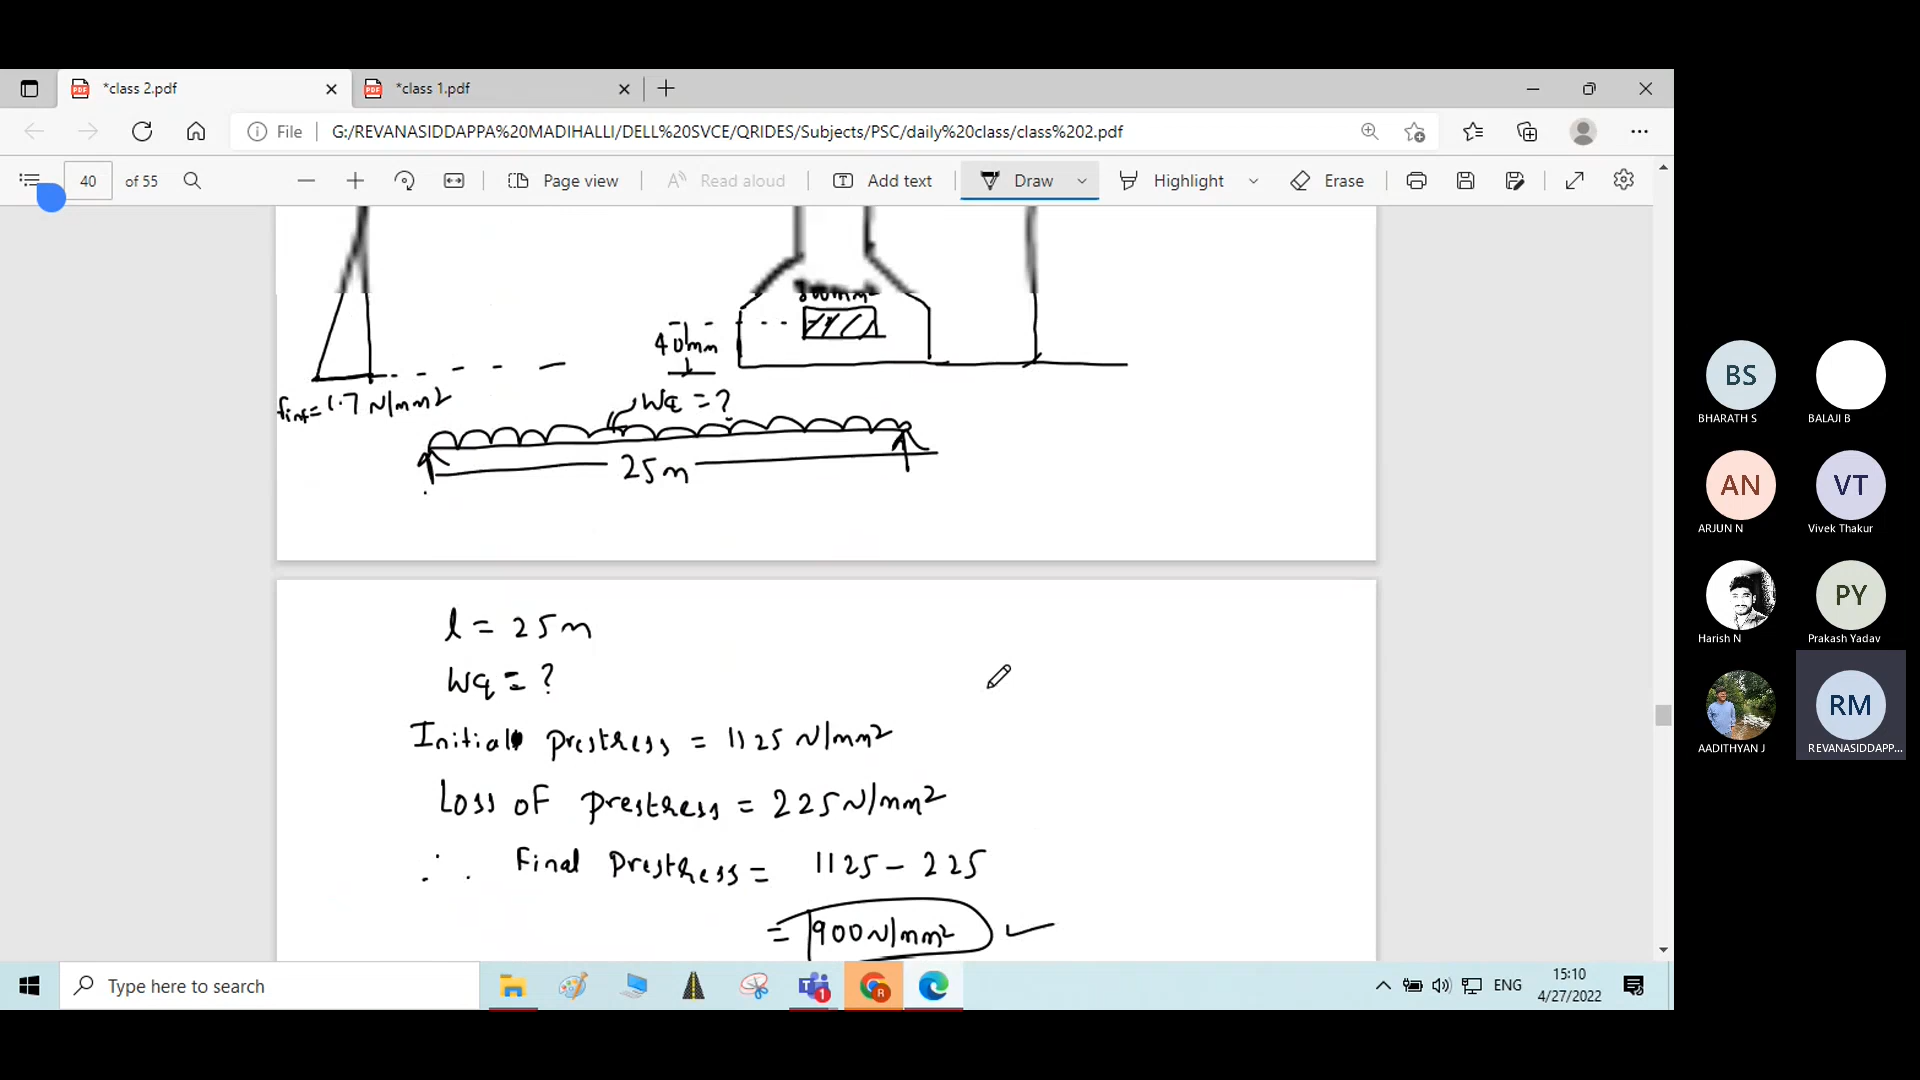 *class 2.pdf
*class 1.pdf
File
G:/REVANASIDDAPPA%20MADIHALLI/DELL%20SVCE/QRIDES/Subjects/PSC/daily%20class/class%202.pdf
40 of 55
Page view
Read aloud
Add text
Draw
Highlight
Erase
40mm
finf = 1.7 N/mm²
Wq = ?
25m
l = 25m
Wq = ?
Initial prestress = 1125 N/mm²
Loss of prestress = 225 N/mm²
∴ Final Prestress = 1125 - 225
= 900 N/mm²
BS
BHARATH S
BALAJI B
AN
ARJUN N
VT
Vivek Thakur
Harish N
PY
Prakash Yadav
AADITHYAN J
RM
REVANASIDDAPP...
Type here to search
1
R
ENG
15:10
4/27/2022